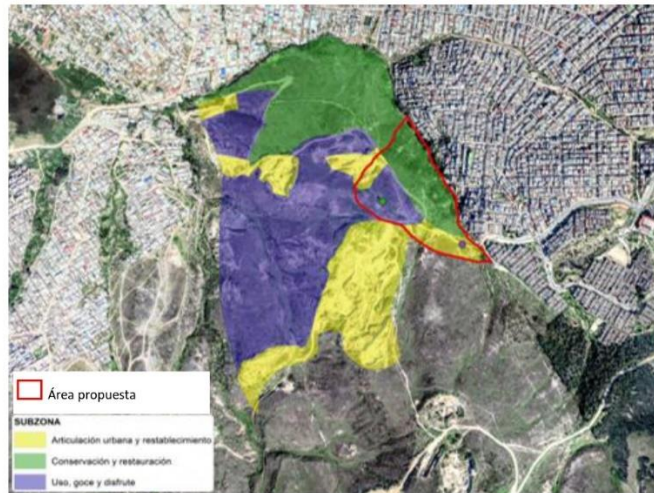 Área propuesta
SUBZONA
Articulación urbana y restablecimiento
Conservación y restauración
Uso, goce y disfrute